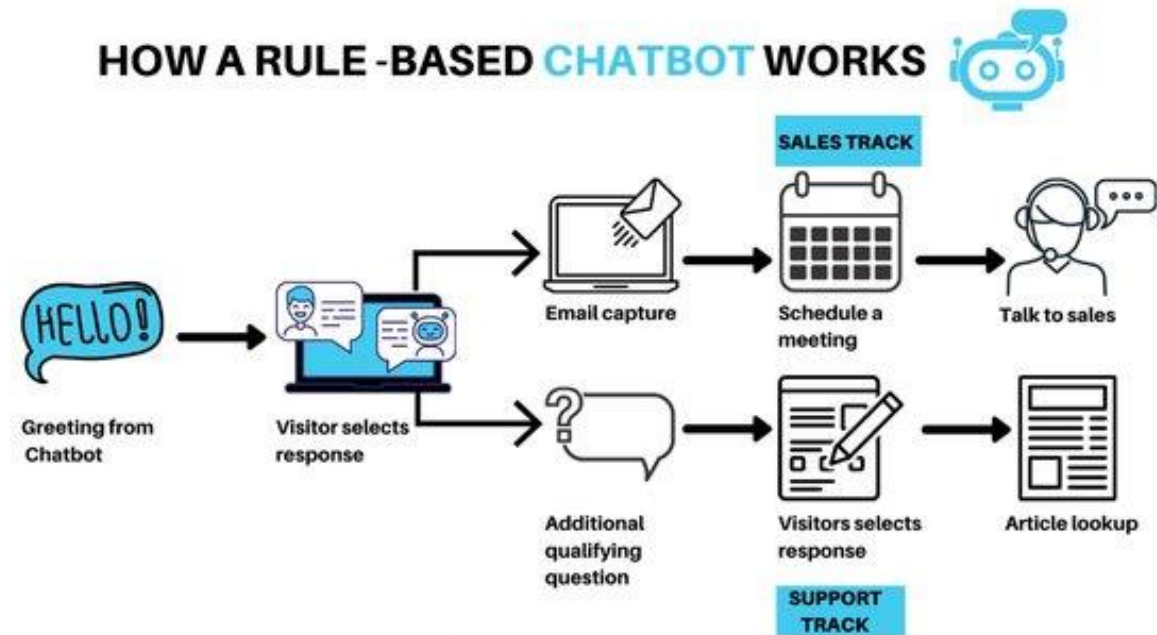 HOW A RULE -BASED CHATBOT WORKS
SALES TRACK
HELLO!
Greeting from
Chatbot
Visitor selects
response
Email capture
Schedule a
meeting
Talk to sales
?
Additional
qualifying
question
Visitors selects
response
Article lookup
SUPPORT
TRACK